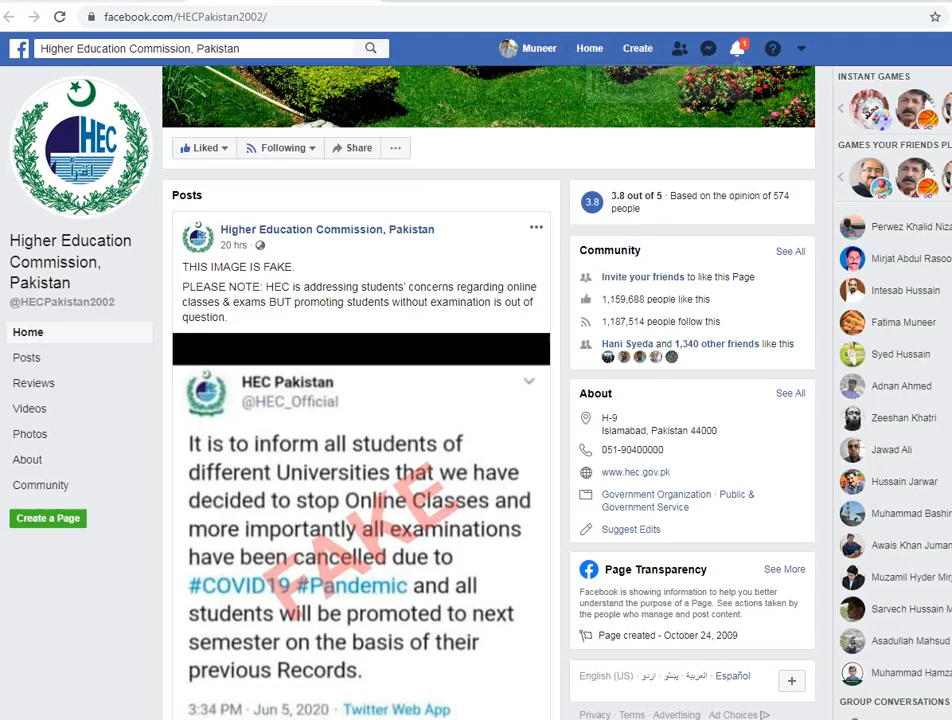 facebook.com/HECPakistan2002/
Higher Education Commission, Pakistan
Muneer
Home
Create
1
HEC
اقرأ
Higher Education
Commission,
Pakistan
@HECPakistan2002
Home
Posts
Reviews
Videos
Photos
About
Community
Create a Page
Liked
Following
Share
Posts
Higher Education Commission, Pakistan
20 hrs ·
THIS IMAGE IS FAKE.
PLEASE NOTE: HEC is addressing students' concerns regarding online
classes & exams BUT promoting students without examination is out of
question.
HEC Pakistan
@HEC_Official
It is to inform all students of
different Universities that we have
decided to stop Online Classes and
more importantly all examinations
have been cancelled due to
#COVID19 #Pandemic and all
students will be promoted to next
semester on the basis of their
previous Records.
FAKE
3:34 PM · Jun 5, 2020 · Twitter Web App
3.8
3.8 out of 5 · Based on the opinion of 574
people
Community
See All
Invite your friends to like this Page
1,159,688 people like this
1,187,514 people follow this
Hani Syeda and 1,340 other friends like this
About
See All
H-9
Islamabad, Pakistan 44000
051-90400000
www.hec.gov.pk
Government Organization · Public &
Government Service
Suggest Edits
Page Transparency
See More
Facebook is showing information to help you better
understand the purpose of a Page. See actions taken by
the people who manage and post content.
Page created - October 24, 2009
English (US) · اردو · پښتو · العربية · Español
Privacy · Terms · Advertising · Ad Choices ·
INSTANT GAMES
GAMES YOUR FRIENDS PL
Perwez Khalid Niza
Mirjat Abdul Rasoo
Intesab Hussain
Fatima Muneer
Syed Hussain
Adnan Ahmed
Zeeshan Khatri
Jawad Ali
Hussain Jarwar
Muhammad Bashir
Awais Khan Juman
Muzamil Hyder Mirj
Sarvech Hussain M
Asadullah Mahsud
Muhammad Hamza
GROUP CONVERSATIONS